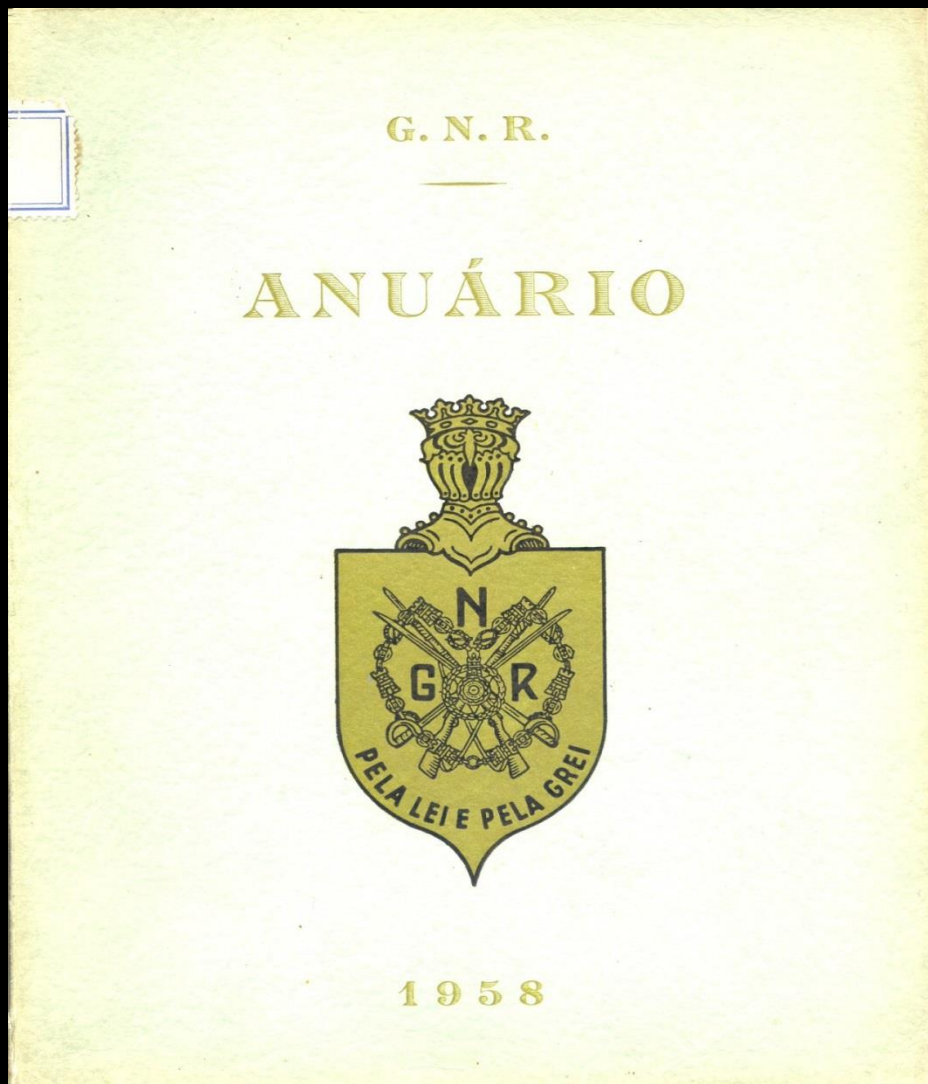 G. N. R.
ANUÁRIO
N
G R
PELA LEI E PELA GREI
1958